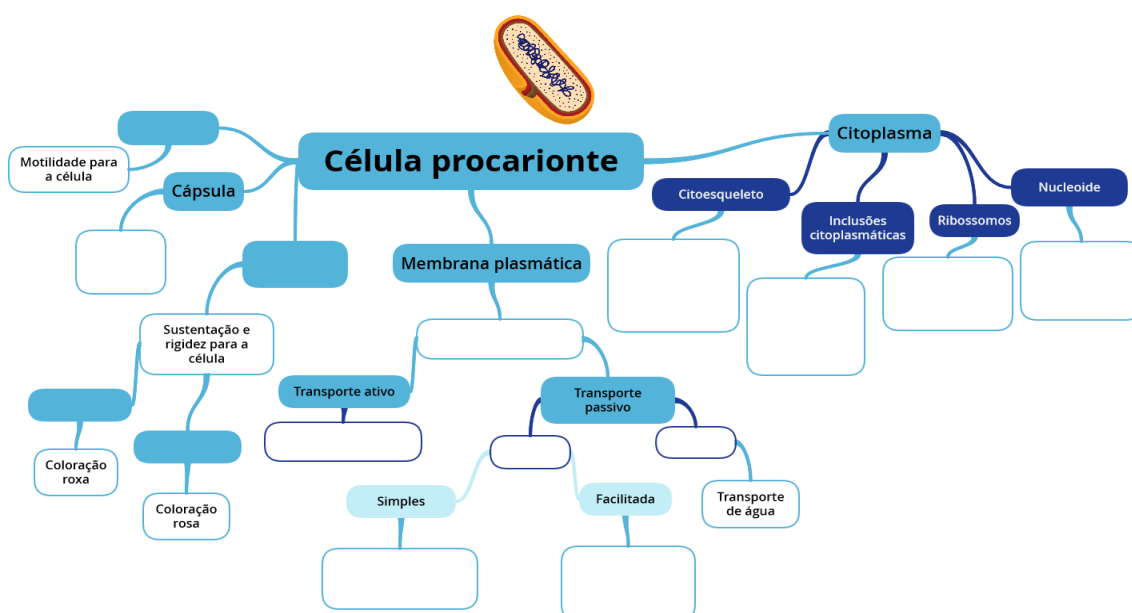 Célula procarionte
Motilidade para
a célula
Cápsula
Sustentação e
rigidez para a
célula
Coloração
roxa
Coloração
rosa
Membrana plasmática
Transporte ativo
Transporte
passivo
Simples
Facilitada
Transporte
de água
Citoplasma
Citoesqueleto
Inclusões
citoplasmáticas
Ribossomos
Nucleoide